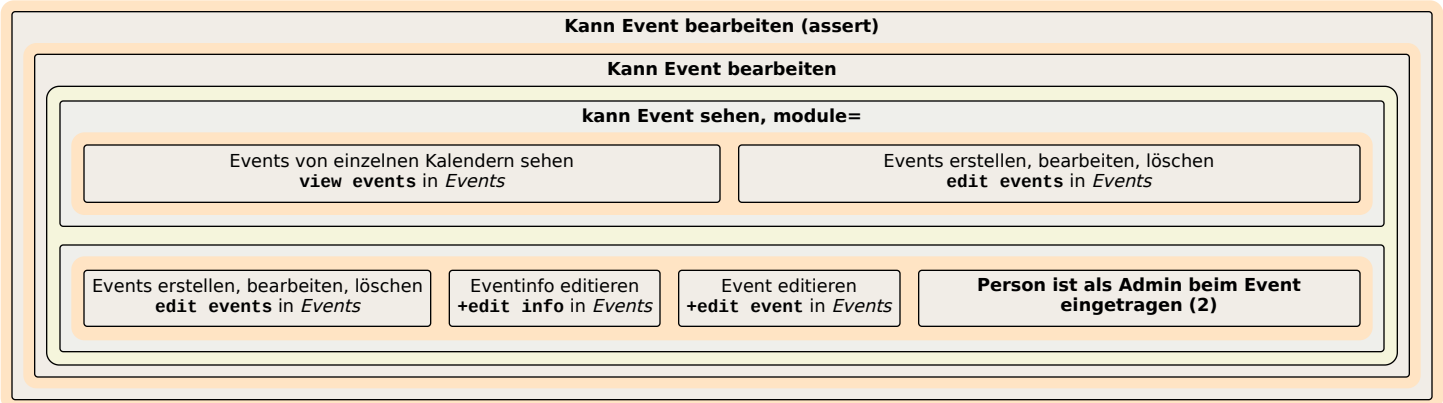 Kann Event bearbeiten (assert)
Kann Event bearbeiten
kann Event sehen, module=
Events von einzelnen Kalendern sehen
view events in Events
Events erstellen, bearbeiten, löschen
edit events in Events
Events erstellen, bearbeiten, löschen
edit events in Events
Eventinfo editieren
+edit info in Events
Event editieren
+edit event in Events
Person ist als Admin beim Event
eingetragen (2)